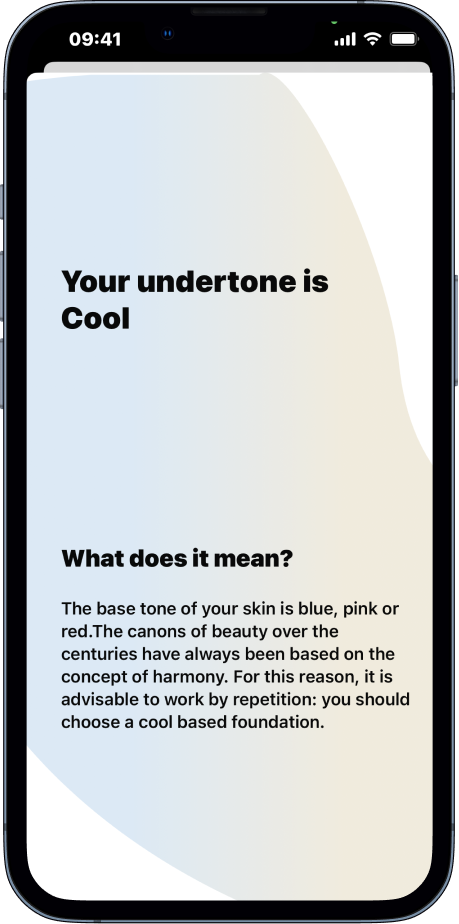 09:41
Your undertone is
Cool
What does it mean?
The base tone of your skin is blue, pink or
red.The canons of beauty over the
centuries have always been based on the
concept of harmony. For this reason, it is
advisable to work by repetition: you should
choose a cool based foundation.